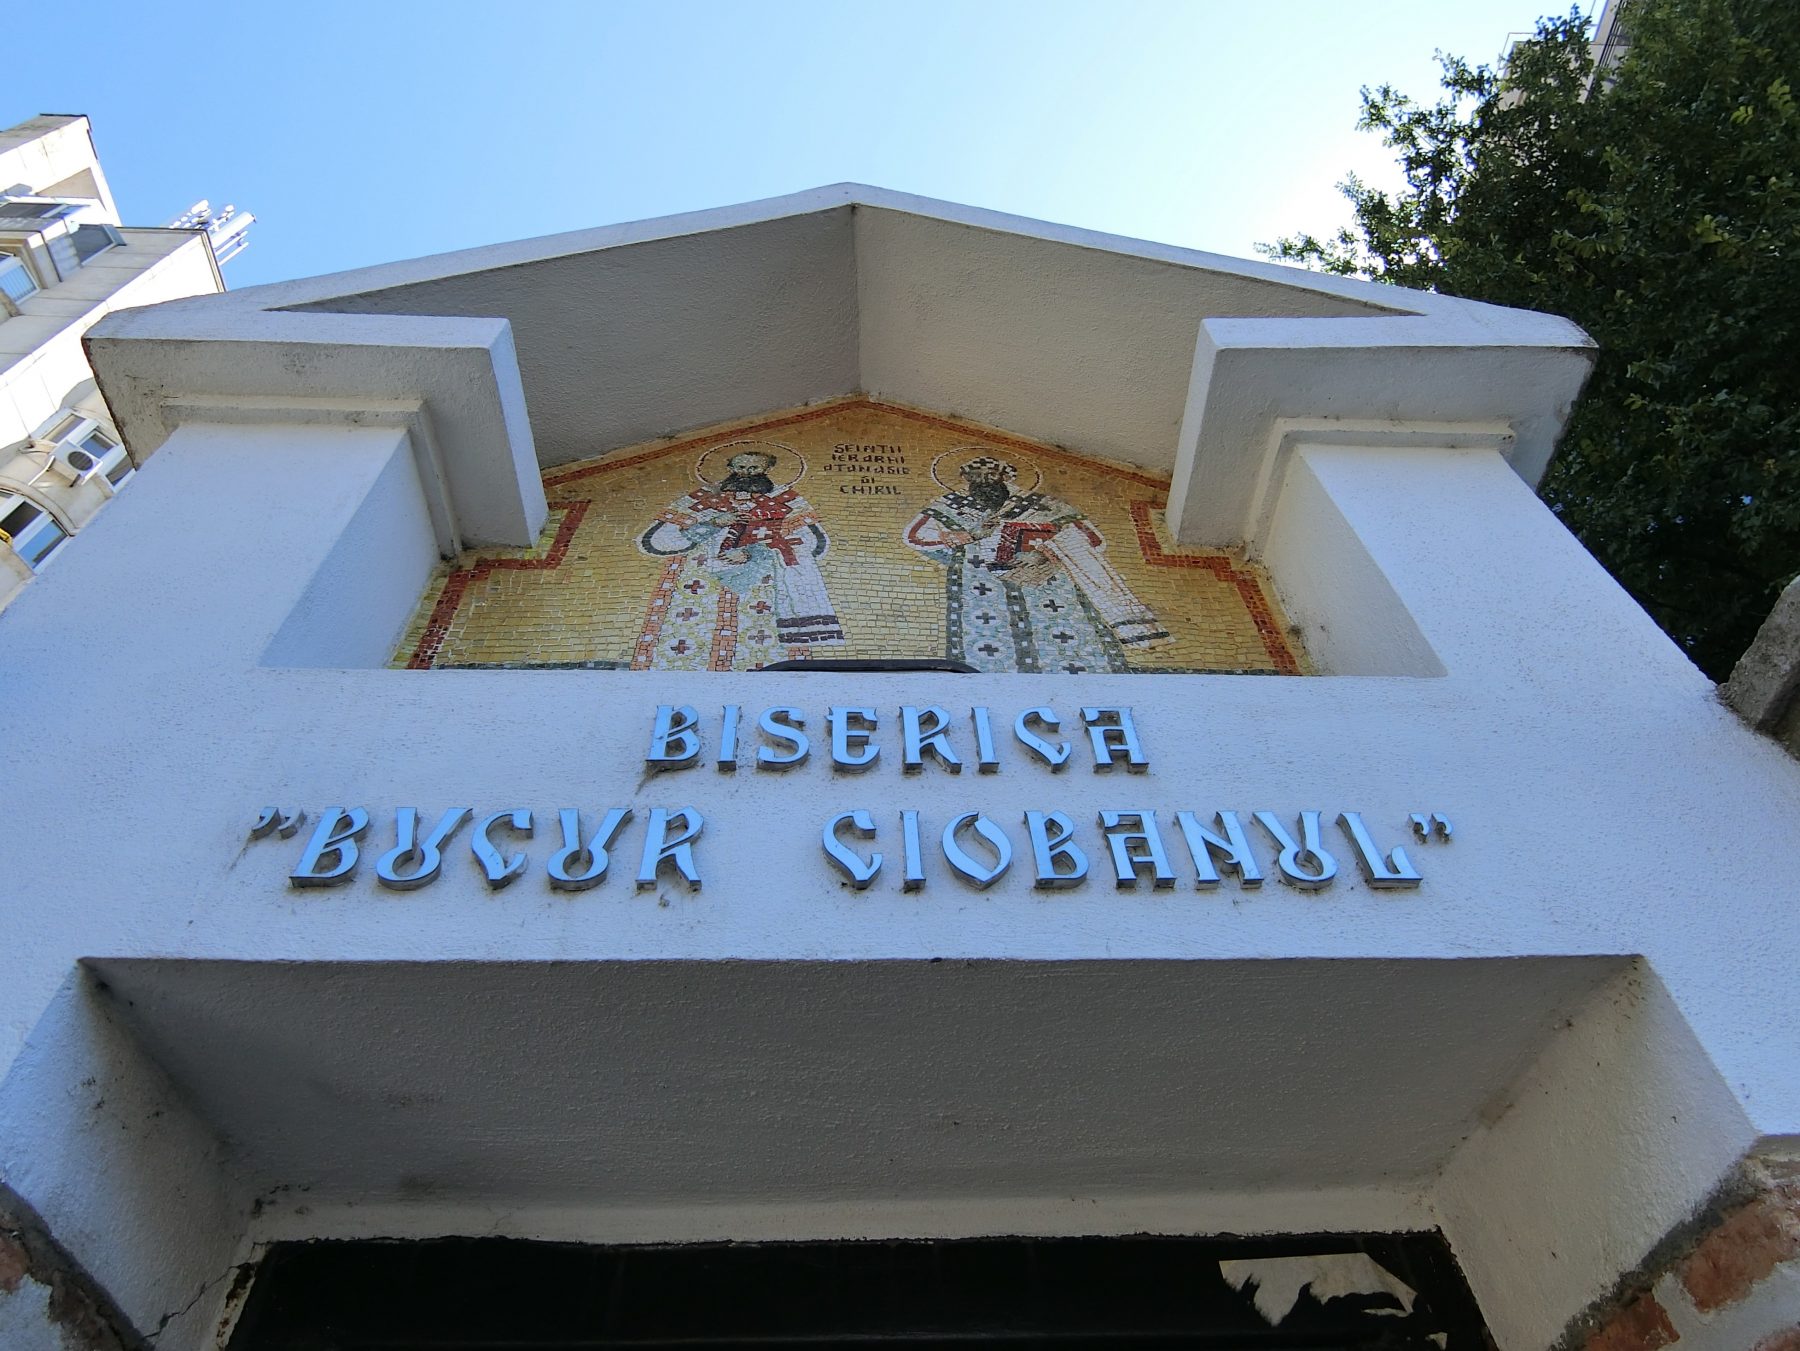 SFINȚII
IERARHI
ATANASIE
ȘI
CHIRIL
BISERICA
”BUCUR CIOBANUL”